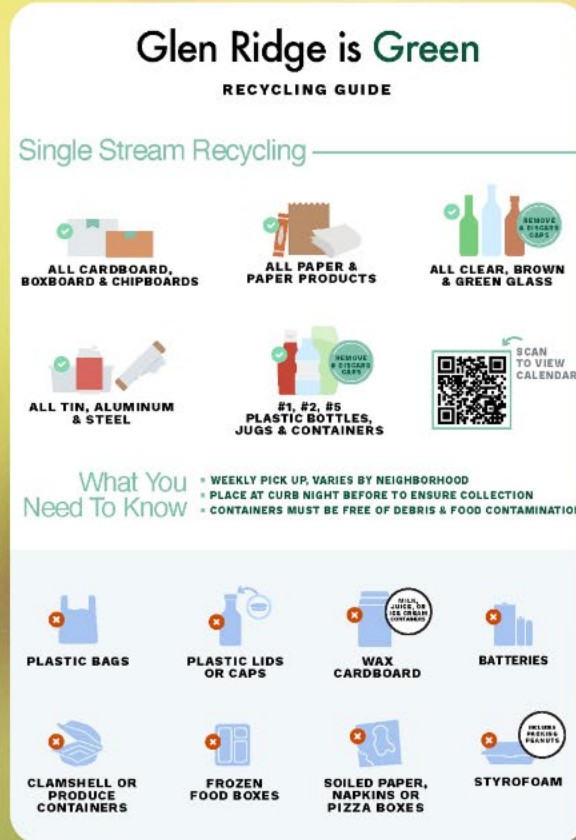 Glen Ridge is Green
RECYCLING GUIDE
Single Stream Recycling
ALL CARDBOARD,
BOXBOARD & CHIPBOARDS
ALL PAPER &
PAPER PRODUCTS
REMOVE
& DISCARD
CAPS
ALL CLEAR, BROWN
& GREEN GLASS
ALL TIN, ALUMINUM
& STEEL
REMOVE
& DISCARD
CAPS
#1, #2, #5
PLASTIC BOTTLES,
JUGS & CONTAINERS
SCAN
TO VIEW
CALENDAR
What You
Need To Know
WEEKLY PICK UP, VARIES BY NEIGHBORHOOD
PLACE AT CURB NIGHT BEFORE TO ENSURE COLLECTION
CONTAINERS MUST BE FREE OF DEBRIS & FOOD CONTAMINATION
PLASTIC BAGS
PLASTIC LIDS
OR CAPS
MILK,
JUICE, OR
ICE CREAM
CONTAINERS
WAX
CARDBOARD
BATTERIES
CLAMSHELL OR
PRODUCE
CONTAINERS
FROZEN
FOOD BOXES
SOILED PAPER,
NAPKINS OR
PIZZA BOXES
INCLUDES
PACKING
PEANUTS
STYROFOAM